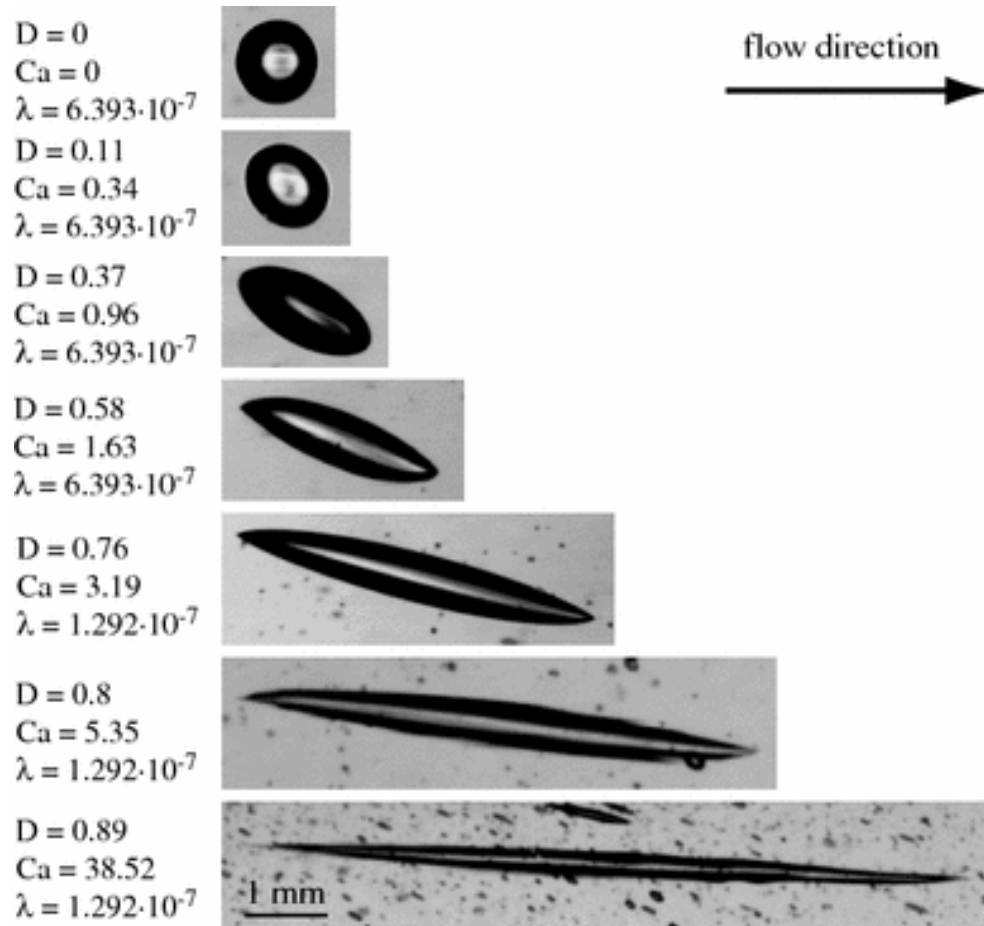 D = 0
Ca = 0
λ = 6.393·10⁻⁷
flow direction
D = 0.11
Ca = 0.34
λ = 6.393·10⁻⁷
D = 0.37
Ca = 0.96
λ = 6.393·10⁻⁷
D = 0.58
Ca = 1.63
λ = 6.393·10⁻⁷
D = 0.76
Ca = 3.19
λ = 1.292·10⁻⁷
D = 0.8
Ca = 5.35
λ = 1.292·10⁻⁷
D = 0.89
Ca = 38.52
λ = 1.292·10⁻⁷
1 mm